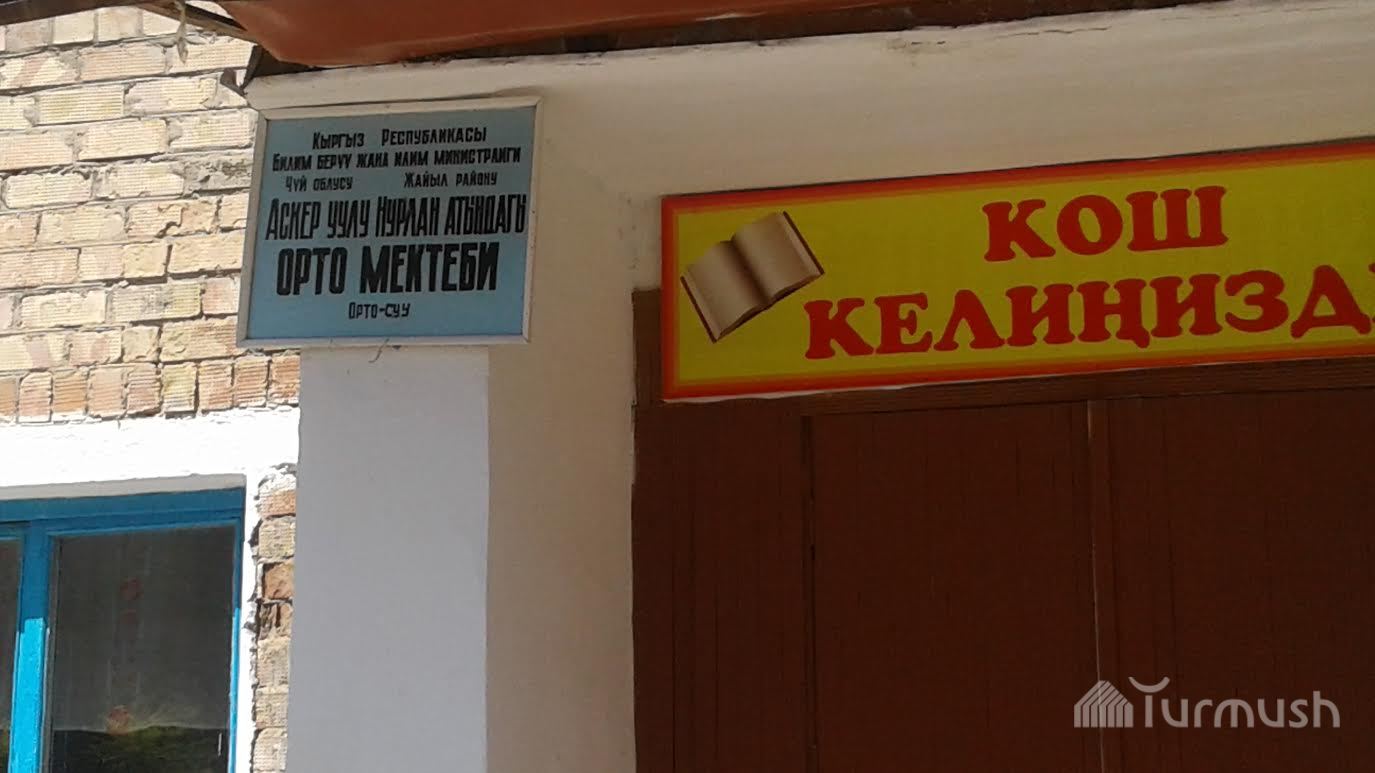 Кыргыз Республикасы
Билим берүү жана илим министрлиги
Чүй облусу Жайыл району
Аскер уулу Нурлан атындагы
ОРТО МЕКТЕБИ
Орто-Суу
КОШ
КЕЛИҢИЗД
Turmush